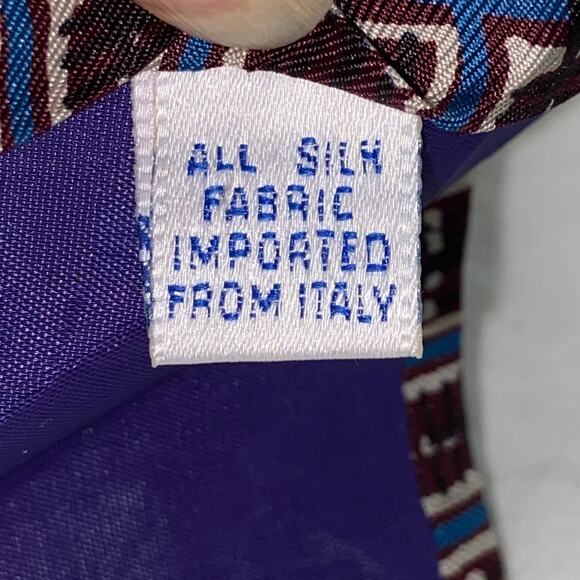 ALL SILK
FABRIC
IMPORTED
FROM ITALY